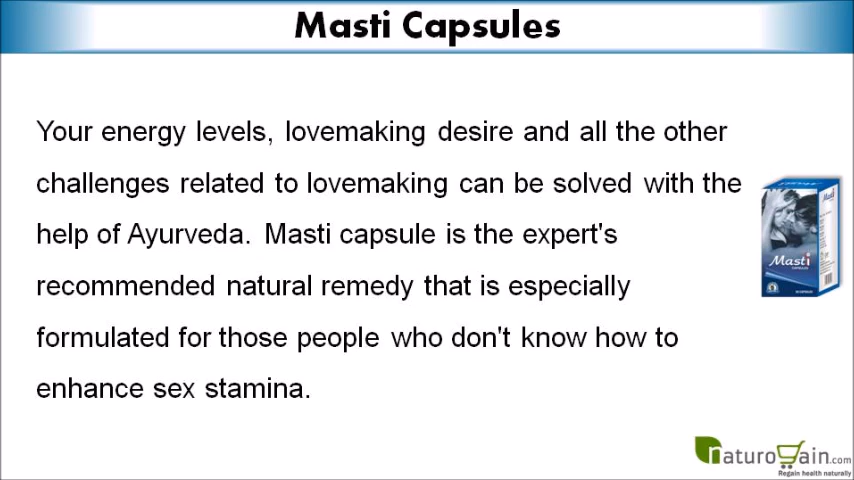 Masti Capsules
Your energy levels, lovemaking desire and all the other
challenges related to lovemaking can be solved with the
help of Ayurveda. Masti capsule is the expert's
recommended natural remedy that is especially
formulated for those people who don't know how to
enhance sex stamina.
Masti
CAPSULES
naturogain.com
Regain health naturally